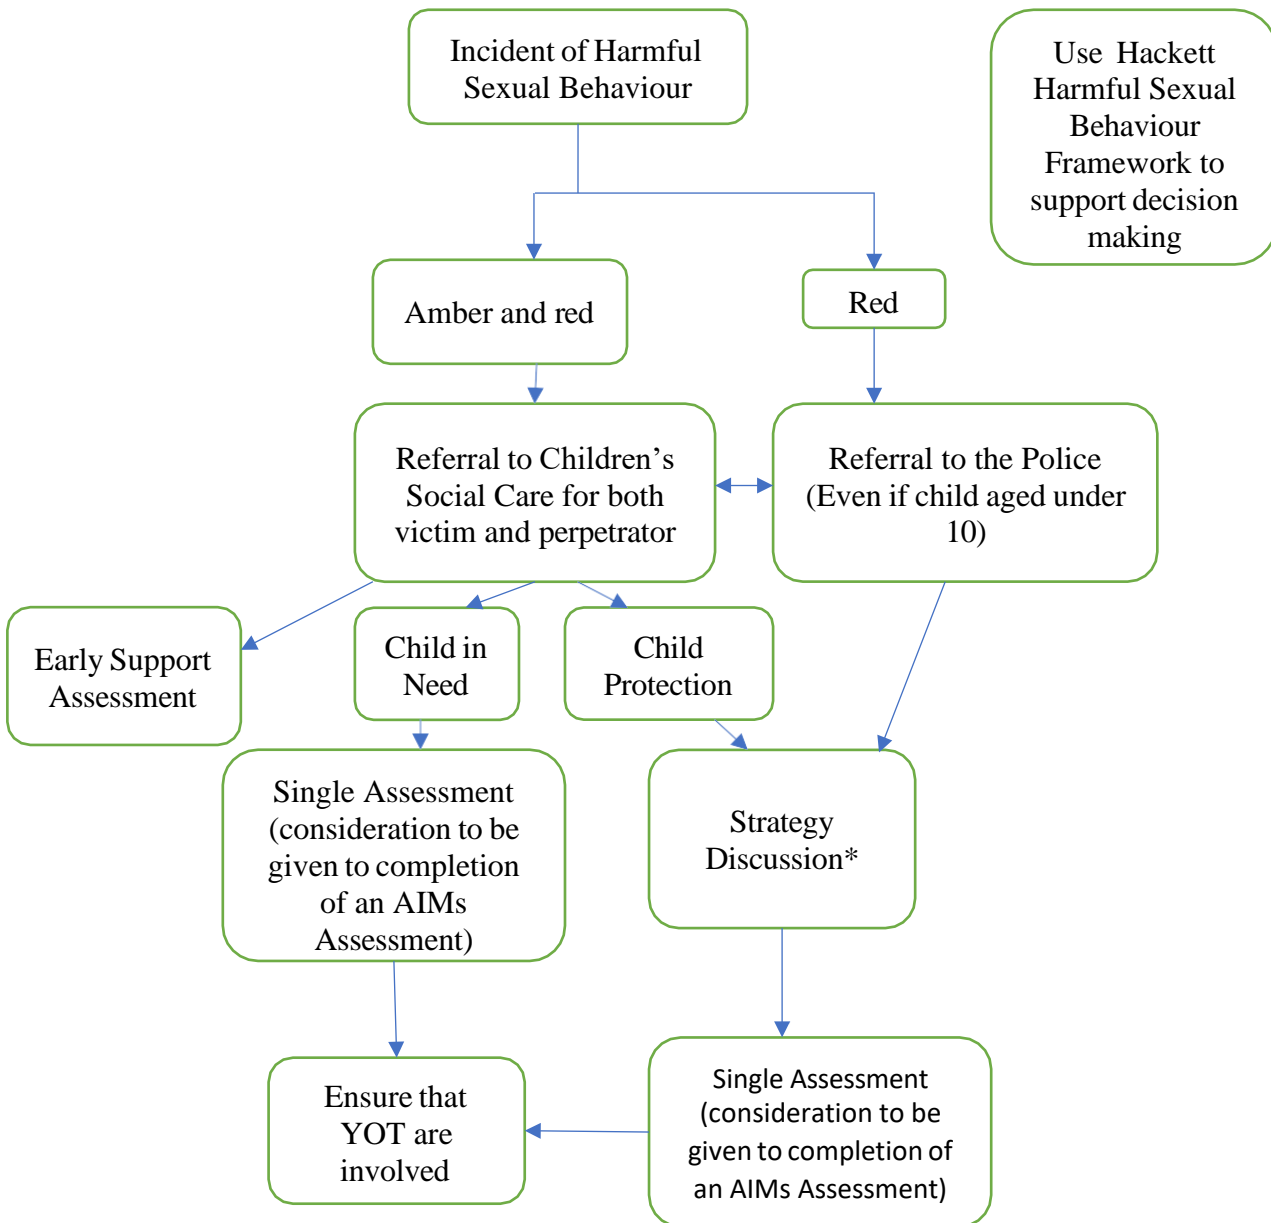 Incident of Harmful
Sexual Behaviour
Use Hackett
Harmful Sexual
Behaviour
Framework to
support decision
making
Amber and red
Red
Referral to Children’s
Social Care for both
victim and perpetrator
Referral to the Police
(Even if child aged under
10)
Early Support
Assessment
Child in
Need
Child
Protection
Single Assessment
(consideration to be
given to completion
of an AIMs
Assessment)
Strategy
Discussion*
Ensure that
YOT are
involved
Single Assessment
(consideration to be
given to completion of
an AIMs Assessment)